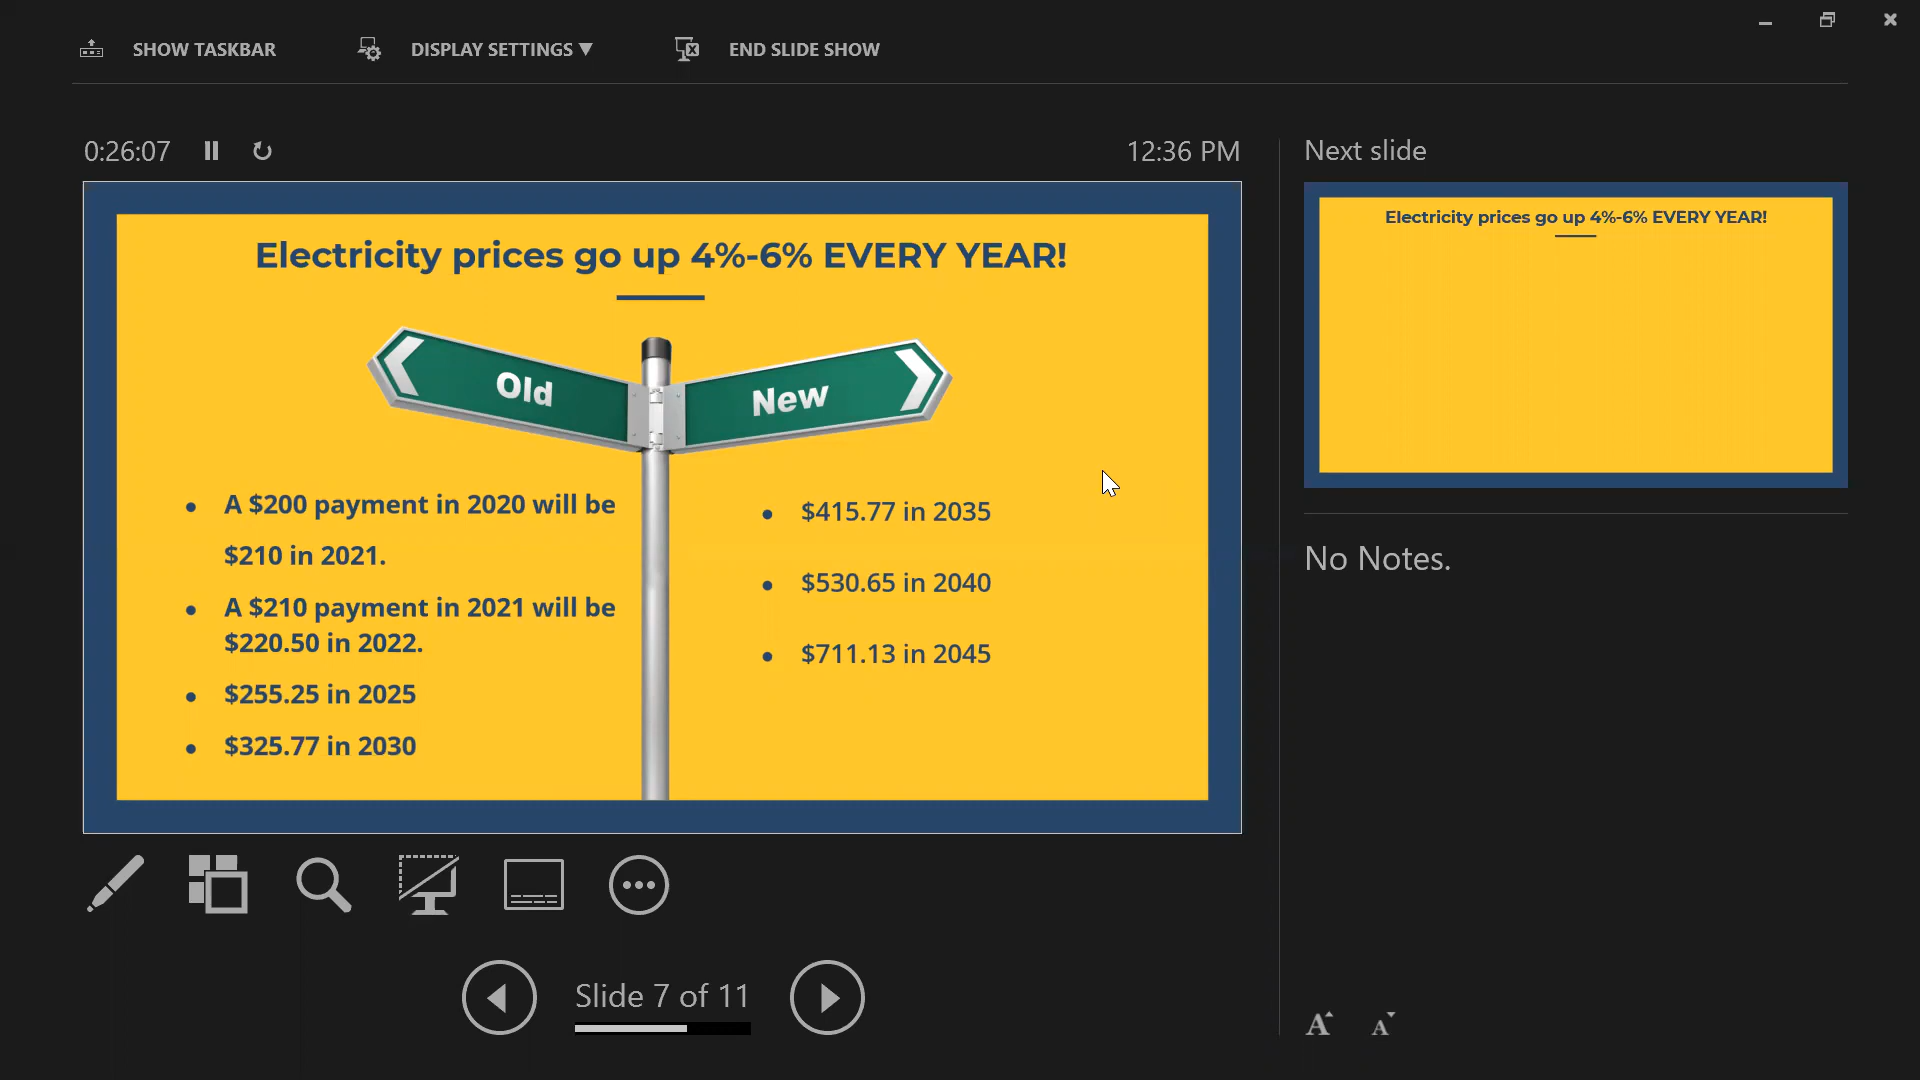 SHOW TASKBAR
DISPLAY SETTINGS ▼
END SLIDE SHOW
0:26:07
12:36 PM
Next slide
Electricity prices go up 4%-6% EVERY YEAR!
Old
New
• A $200 payment in 2020 will be
$210 in 2021.
• A $210 payment in 2021 will be
$220.50 in 2022.
• $255.25 in 2025
• $325.77 in 2030
• $415.77 in 2035
• $530.65 in 2040
• $711.13 in 2045
Electricity prices go up 4%-6% EVERY YEAR!
No Notes.
Slide 7 of 11
A
A